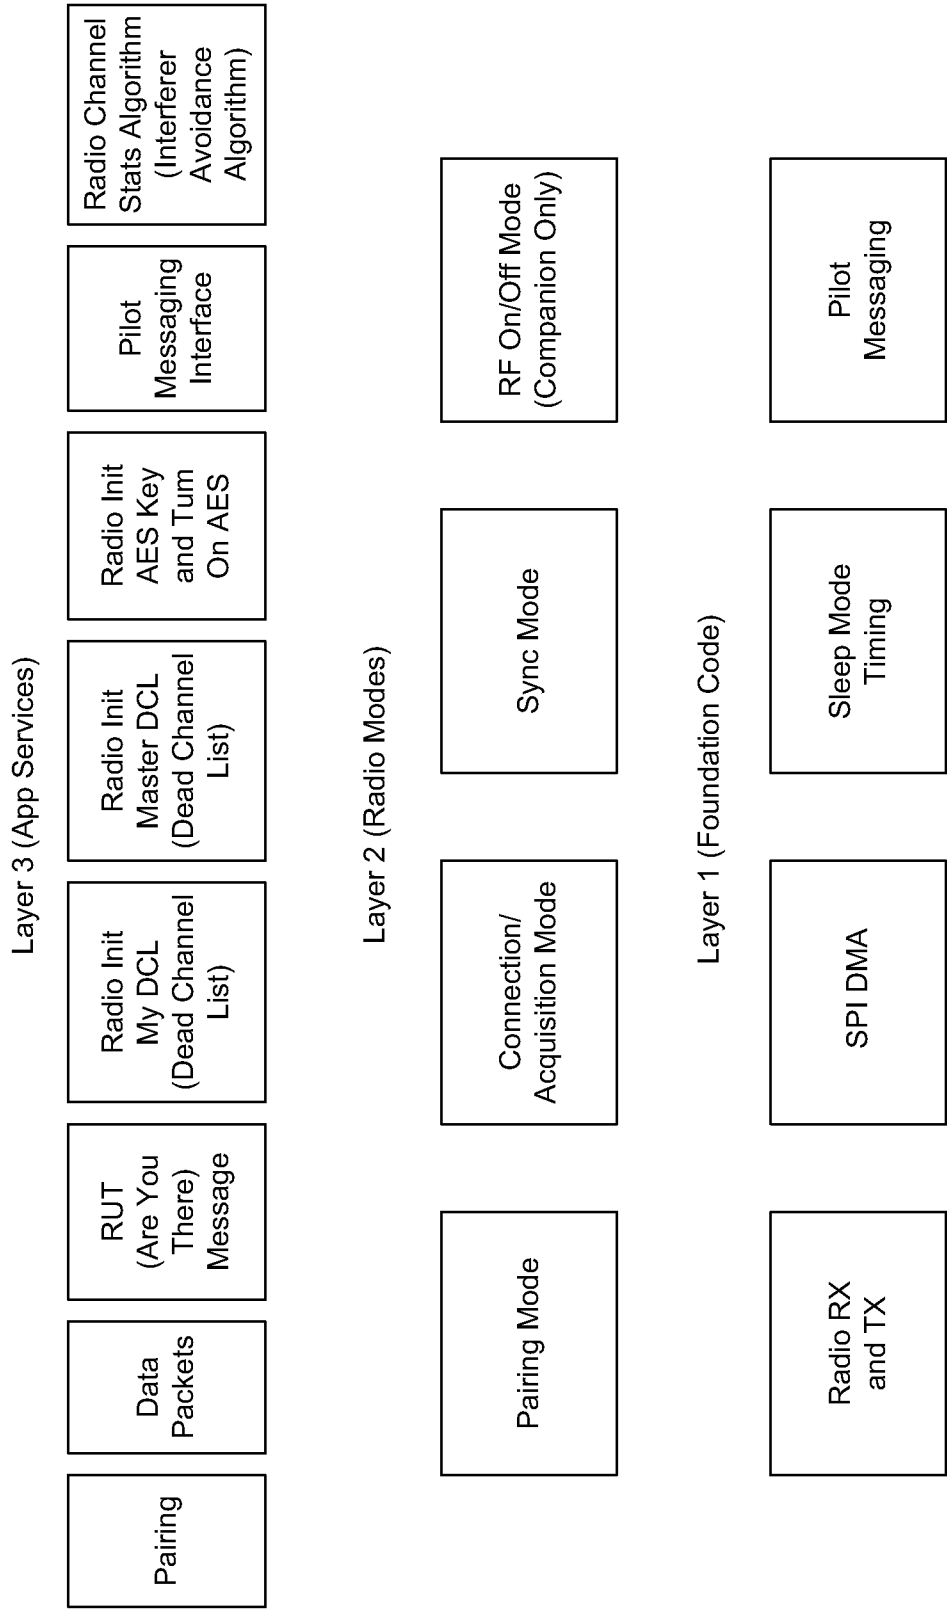 Layer 3 (App Services)
Pairing
Data
Packets
RUT
(Are You
There)
Message
Radio Init
My DCL
(Dead Channel
List)
Radio Init
Master DCL
(Dead Channel
List)
Radio Init
AES Key
and Tum
On AES
Pilot
Messaging
Interface
Radio Channel
Stats Algorithm
(Interferer
Avoidance
Algorithm)
Layer 2 (Radio Modes)
Pairing Mode
Connection/
Acquisition Mode
Sync Mode
RF On/Off Mode
(Companion Only)
Layer 1 (Foundation Code)
Radio RX
and TX
SPI DMA
Sleep Mode
Timing
Pilot
Messaging